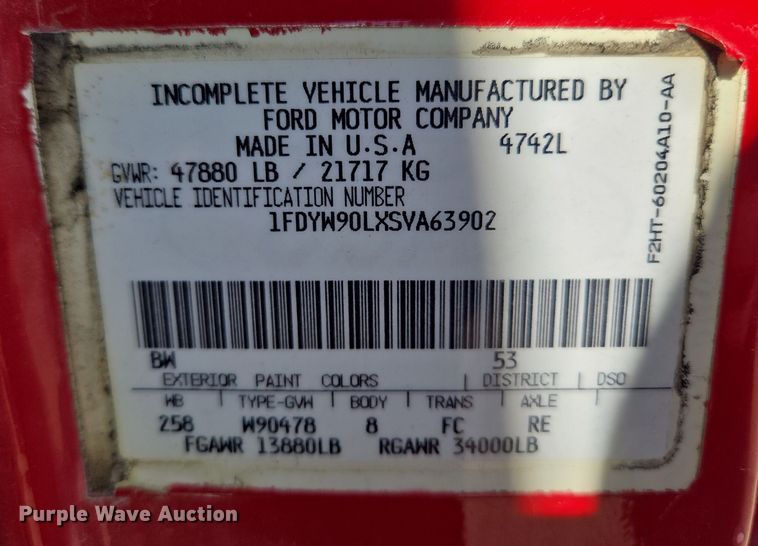 INCOMPLETE VEHICLE MANUFACTURED BY
FORD MOTOR COMPANY
MADE IN U.S.A 4742L
GVWR: 47880 LB / 21717 KG
VEHICLE IDENTIFICATION NUMBER
1FDYW90LXSVA63902
F2HT-60204A10-AA
BW 53
EXTERIOR PAINT COLORS | DISTRICT | DSO
WB | TYPE-GVW | BODY | TRANS | AXLE |
258 W90478 8 FC RE
FGAWR 13880LB RGAWR 34000LB
Purple Wave Auction